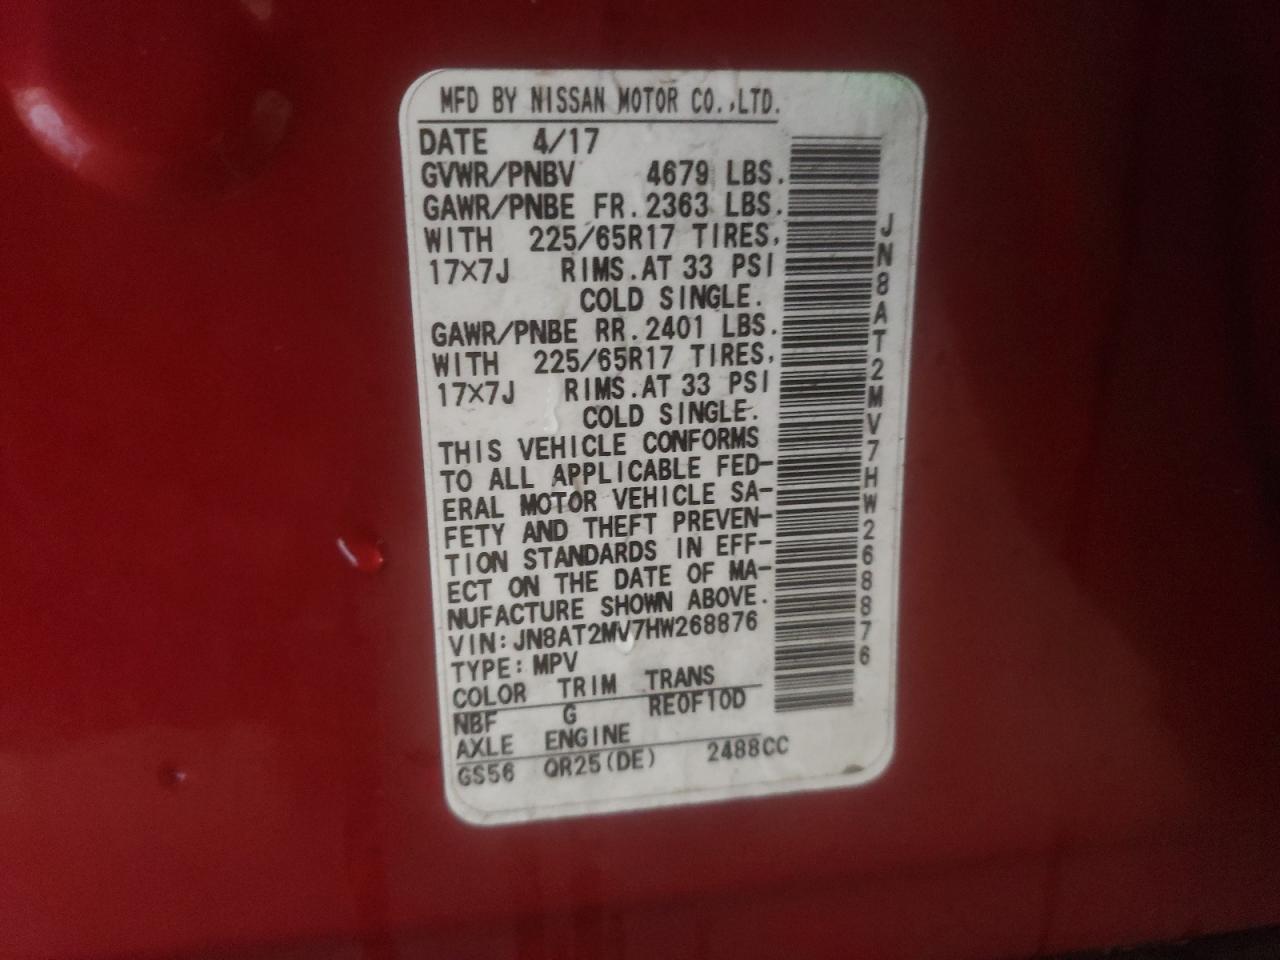 MFD BY NISSAN MOTOR CO.,LTD.
DATE 4/17
GVWR/PNBV 4679 LBS.
GAWR/PNBE FR.2363 LBS.
WITH 225/65R17 TIRES,
17×7J RIMS.AT 33 PSI
COLD SINGLE.
GAWR/PNBE RR.2401 LBS.
WITH 225/65R17 TIRES,
17×7J RIMS.AT 33 PSI
COLD SINGLE.
THIS VEHICLE CONFORMS
TO ALL APPLICABLE FED-
ERAL MOTOR VEHICLE SA-
FETY AND THEFT PREVEN-
TION STANDARDS IN EFF-
ECT ON THE DATE OF MA-
NUFACTURE SHOWN ABOVE.
VIN:JN8AT2MV7HW268876
TYPE:MPV
COLOR TRIM TRANS
NBF G RE0F10D
AXLE ENGINE
GS56 QR25(DE) 2488CC
JN8AT2MV7HW268876